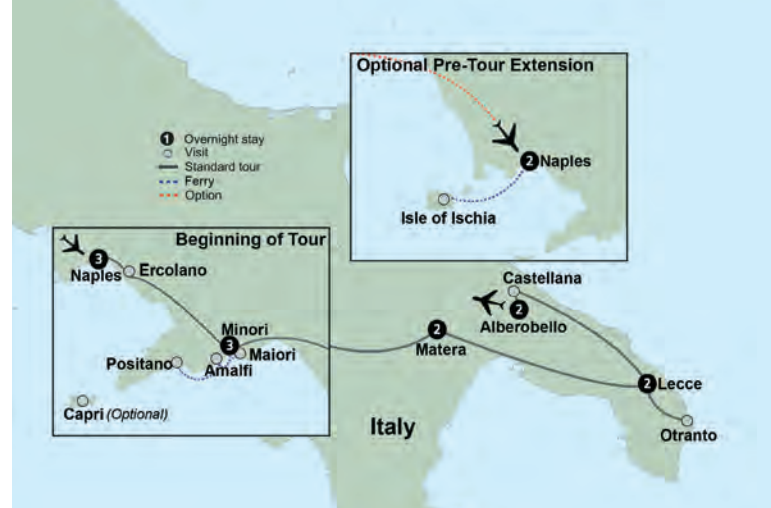 Optional Pre-Tour Extension
2 Naples
Isle of Ischia
1 Overnight stay
Visit
Standard tour
Ferry
Option
Beginning of Tour
3
Naples
Ercolano
Minori
3
Maiori
Positano
Amalfi
Capri (Optional)
Castellana
2
Alberobello
2
Matera
2 Lecce
Otranto
Italy